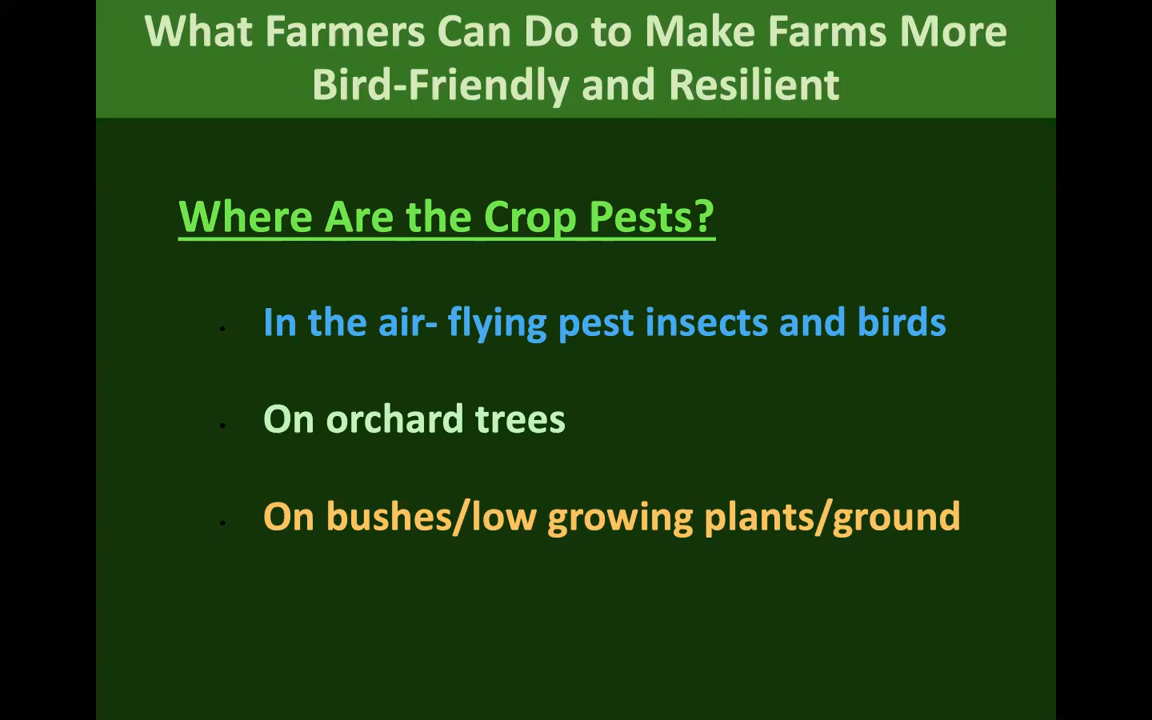 What Farmers Can Do to Make Farms More
Bird-Friendly and Resilient
Where Are the Crop Pests?
In the air- flying pest insects and birds
On orchard trees
On bushes/low growing plants/ground